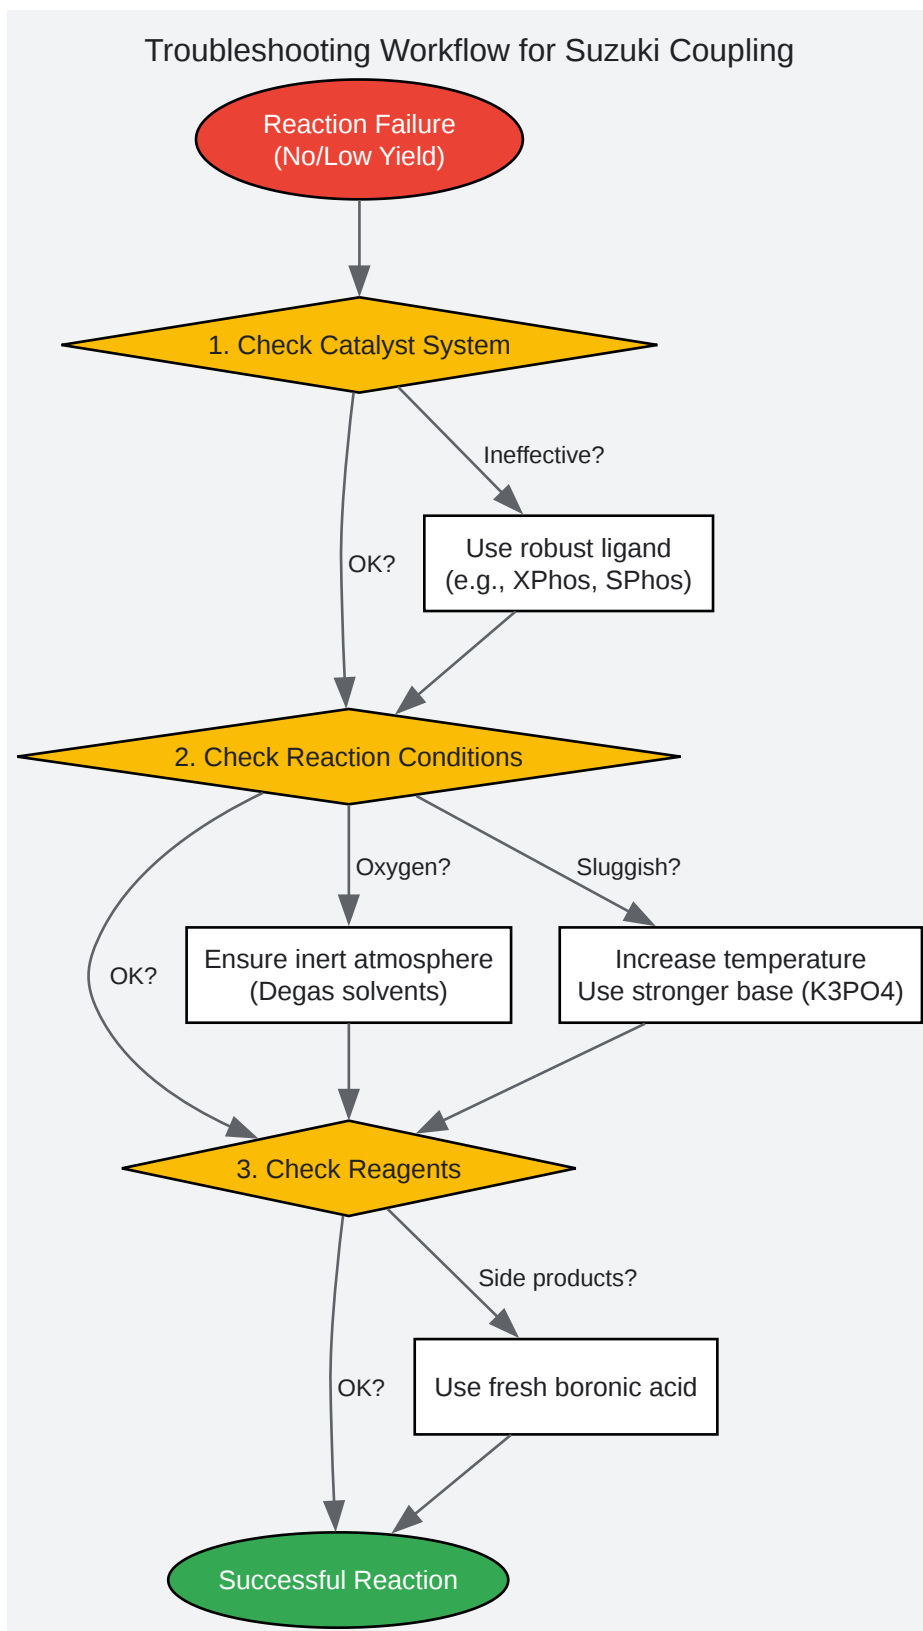 Troubleshooting Workflow for Suzuki Coupling
Reaction Failure
(No/Low Yield)
1. Check Catalyst System
Ineffective?
Use robust ligand
(e.g., XPhos, SPhos)
OK?
2. Check Reaction Conditions
Oxygen?
Sluggish?
Ensure inert atmosphere
(Degas solvents)
Increase temperature
Use stronger base (K3PO4)
OK?
3. Check Reagents
Side products?
Use fresh boronic acid
OK?
Successful Reaction